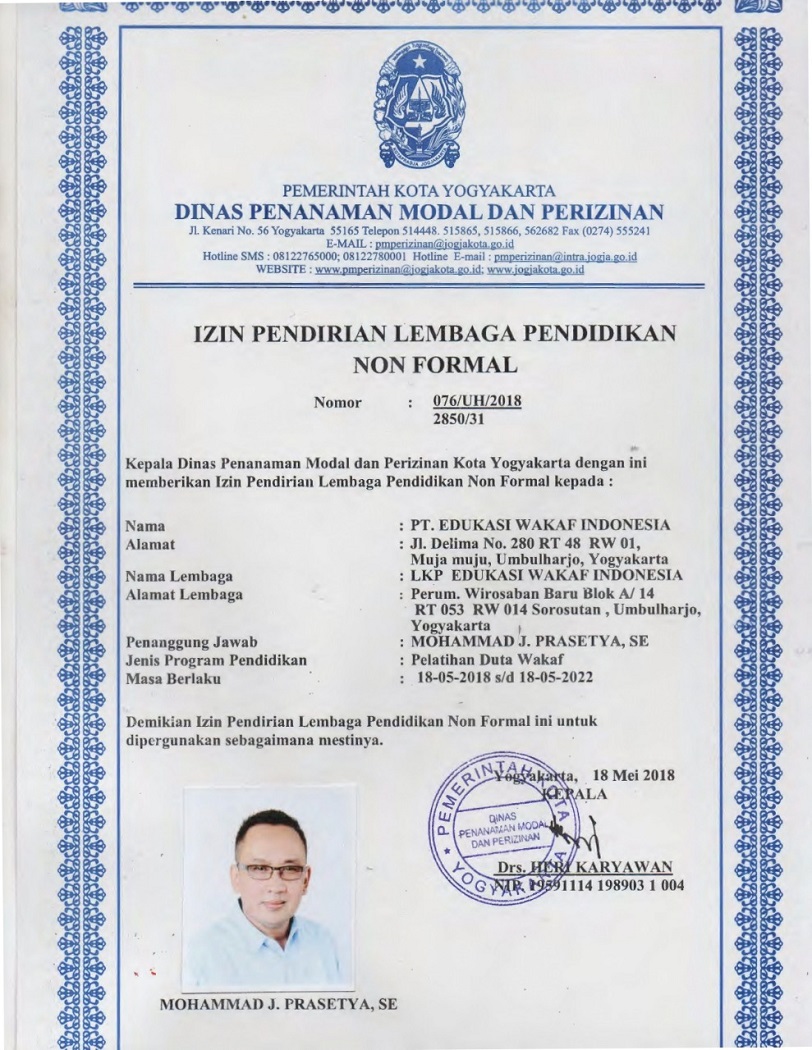 PEMERINTAH KOTA YOGYAKARTA
DINAS PENANAMAN MODAL DAN PERIZINAN
Jl. Kenari No. 56 Yogyakarta 55165 Telepon 514448. 515865, 515866, 562682 Fax (0274) 555241
E-MAIL : pmperizinan@jogjakota.go.id
Hotline SMS : 08122765000; 08122780001 Hotline E-mail : pmperizinan@intra.jogja.go.id
WEBSITE : www.pmperizinan@jogjakota.go.id; www.jogjakota.go.id
IZIN PENDIRIAN LEMBAGA PENDIDIKAN
NON FORMAL
Nomor : 076/UH/2018
2850/31
Kepala Dinas Penanaman Modal dan Perizinan Kota Yogyakarta dengan ini
memberikan Izin Pendirian Lembaga Pendidikan Non Formal kepada :
Nama : PT. EDUKASI WAKAF INDONESIA
Alamat : Jl. Delima No. 280 RT 48 RW 01,
Muja muju, Umbulharjo, Yogyakarta
Nama Lembaga : LKP EDUKASI WAKAF INDONESIA
Alamat Lembaga : Perum. Wirosaban Baru Blok A/ 14
RT 053 RW 014 Sorosutan , Umbulharjo,
Yogyakarta
Penanggung Jawab : MOHAMMAD J. PRASETYA, SE
Jenis Program Pendidikan : Pelatihan Duta Wakaf
Masa Berlaku : 18-05-2018 s/d 18-05-2022
Demikian Izin Pendirian Lembaga Pendidikan Non Formal ini untuk
dipergunakan sebagaimana mestinya.
Yogyakarta, 18 Mei 2018
KEPALA
PEMERINTAH KOTA
DINAS
PENANAMAN MODAL
DAN PERIZINAN
YOGYAKARTA
Drs. HERI KARYAWAN
NIP. 19591114 198903 1 004
MOHAMMAD J. PRASETYA, SE